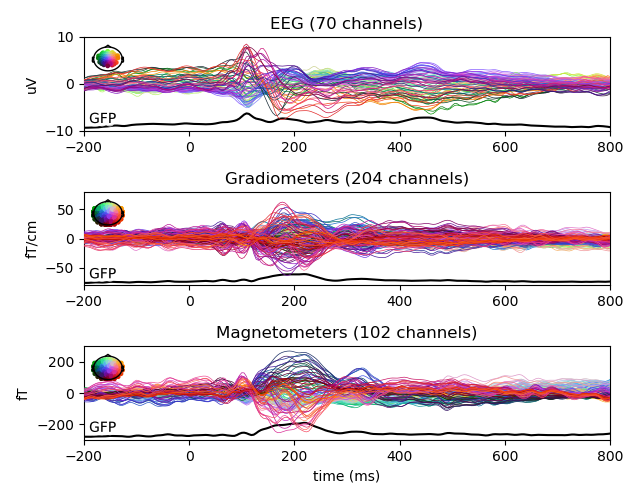 EEG (70 channels)
10
0
−10
uV
GFP
−200 0 200 400 600 800
Gradiometers (204 channels)
50
0
−50
fT/cm
GFP
−200 0 200 400 600 800
Magnetometers (102 channels)
200
0
−200
fT
GFP
−200 0 200 400 600 800
time (ms)